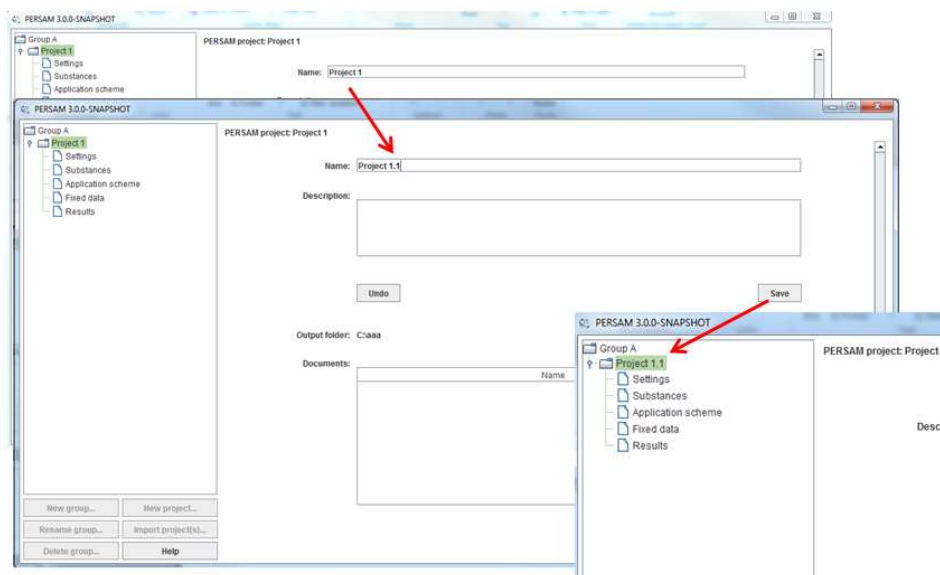 PERSAM 3.0.0-SNAPSHOT
Group A
Project 1
Settings
Substances
Application scheme
PERSAM project: Project 1
Name: Project 1
PERSAM 3.0.0-SNAPSHOT
Group A
Project 1
Settings
Substances
Application scheme
Fixed data
Results
PERSAM project: Project 1
Name: Project 1.1
Description:
Undo
Save
Output folder: C:\aaa
Documents:
Name
New group...
New project...
Rename group...
Import project(s)...
Delete group...
Help
PERSAM 3.0.0-SNAPSHOT
Group A
Project 1.1
Settings
Substances
Application scheme
Fixed data
Results
PERSAM project: Project
Desc